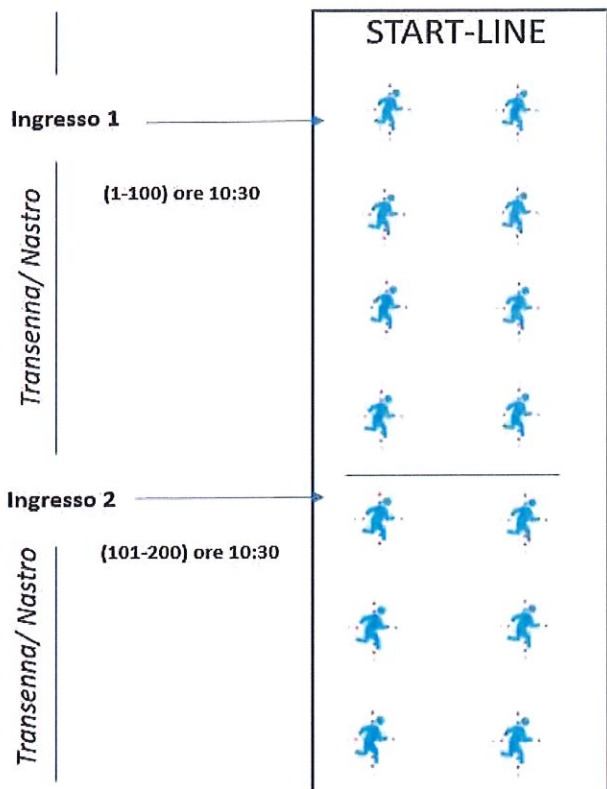 START-LINE
Ingresso 1
(1-100) ore 10:30
Transenna/ Nastro
Ingresso 2
(101-200) ore 10:30
Transenna/ Nastro